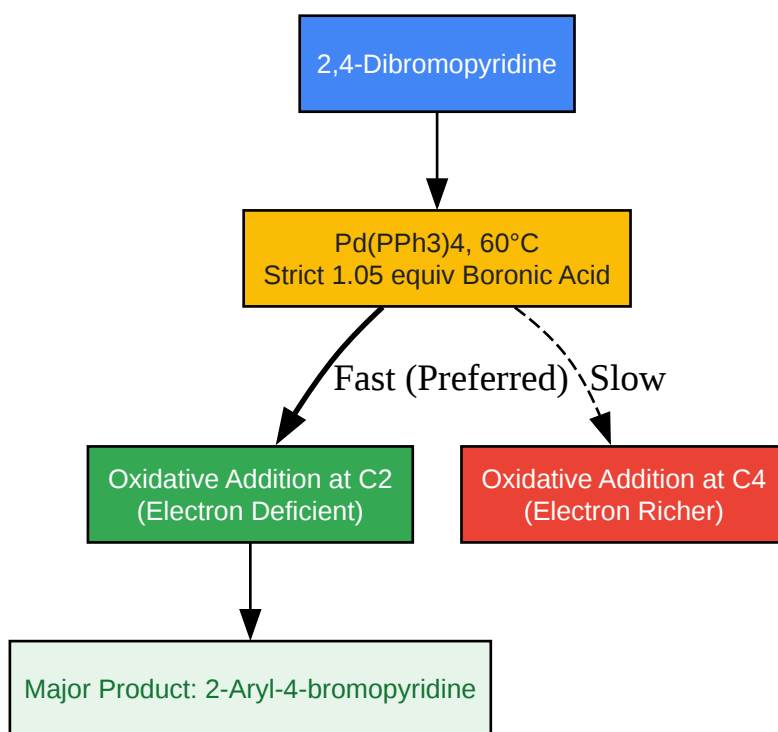 2,4-Dibromopyridine
Pd(PPh3)4, 60°C
Strict 1.05 equiv Boronic Acid
Fast (Preferred)
Slow
Oxidative Addition at C2
(Electron Deficient)
Oxidative Addition at C4
(Electron Richer)
Major Product: 2-Aryl-4-bromopyridine